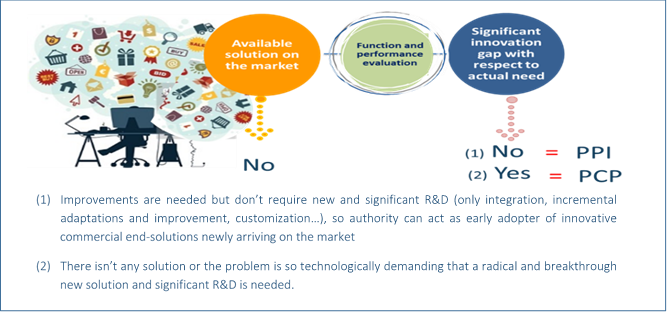 Available
solution on
the market
Function and
performance
evaluation
Significant
innovation
gap with
respect to
actual need
No
(1) No = PPI
(2) Yes = PCP
(1) Improvements are needed but don’t require new and significant R&D (only integration, incremental
adaptations and improvement, customization…), so authority can act as early adopter of innovative
commercial end-solutions newly arriving on the market
(2) There isn’t any solution or the problem is so technologically demanding that a radical and breakthrough
new solution and significant R&D is needed.
OPEN
BUY
BID